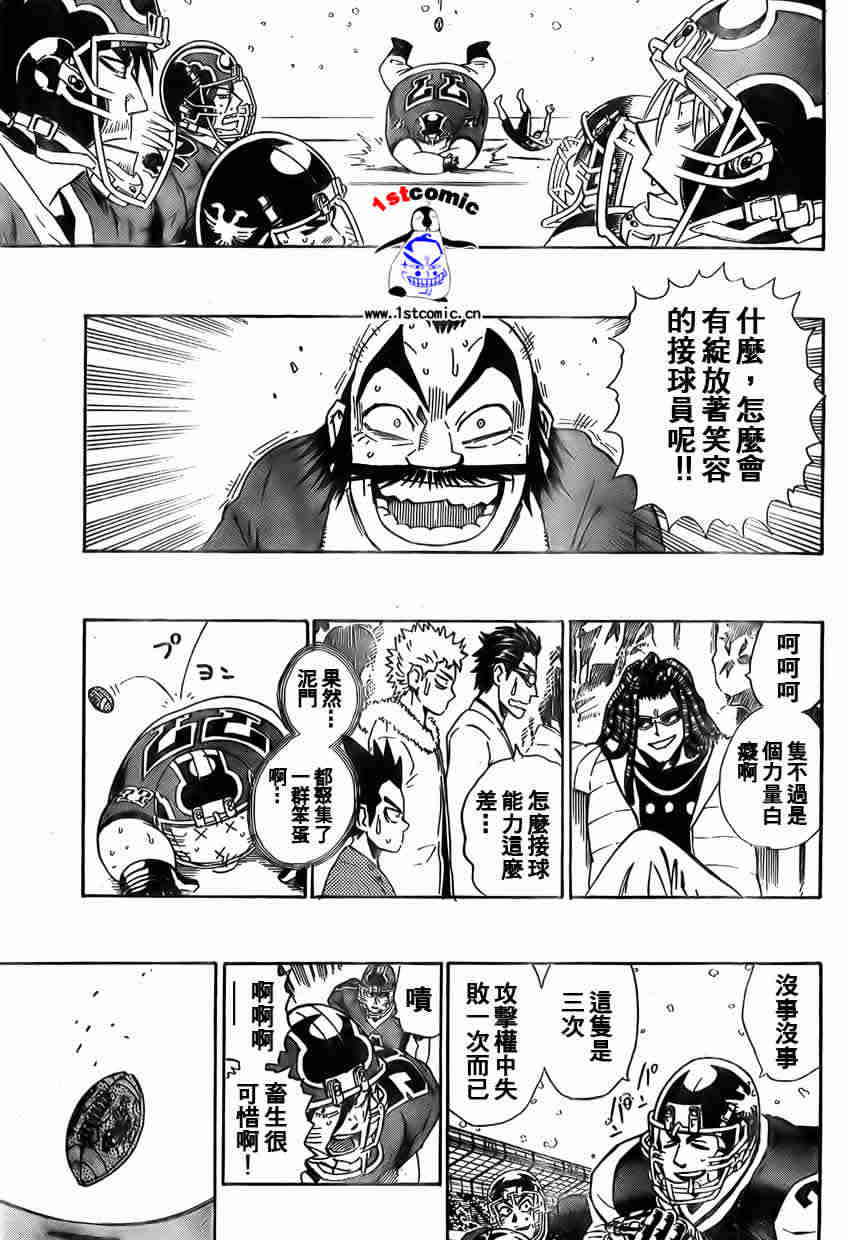 77
1stcomic
www.1stcomic.cn
什麼，怎麼會
有綻放著笑容
的接球員呢!!
呵呵呵
隻不過是
個力量白
癡啊
怎麼接球
能力這麼
差…
果然…
泥門
都聚集了
一群笨蛋
啊…
プヨン
77
沒事沒事
這隻是
三次
攻擊權中失
敗一次而已
嘖
啊啊啊
——
畜生很
可惜啊！